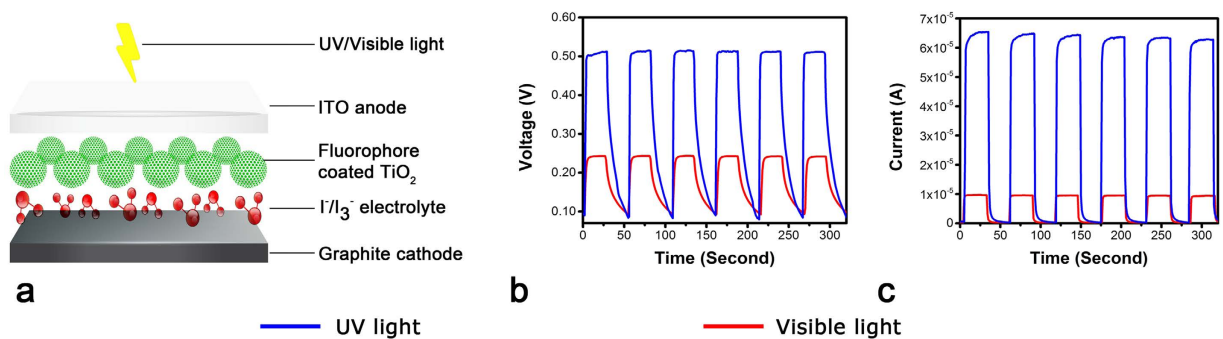 UV/Visible light
ITO anode
Fluorophore
coated TiO₂
I⁻/I₃⁻ electrolyte
Graphite cathode
a
Voltage (V)
0.60
0.50
0.40
0.30
0.20
0.10
0 50 100 150 200 250 300
Time (Second)
b
Current (A)
7x10⁻⁵
6x10⁻⁵
5x10⁻⁵
4x10⁻⁵
3x10⁻⁵
2x10⁻⁵
1x10⁻⁵
0
0 50 100 150 200 250 300
Time (Second)
c
UV light
Visible light